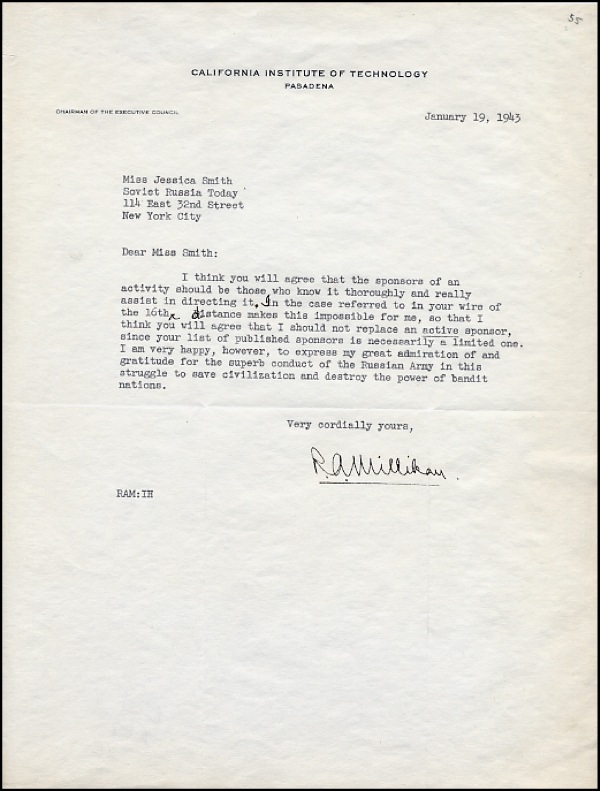 55
CALIFORNIA INSTITUTE OF TECHNOLOGY
PASADENA
CHAIRMAN OF THE EXECUTIVE COUNCIL
January 19, 1943
Miss Jessica Smith
Soviet Russia Today
114 East 32nd Street
New York City
Dear Miss Smith:
I think you will agree that the sponsors of an
activity should be those who know it thoroughly and really
assist in directing it. In the case referred to in your wire of
the 16th, distance makes this impossible for me, so that I
think you will agree that I should not replace an active sponsor,
since your list of published sponsors is necessarily a limited one.
I am very happy, however, to express my great admiration of and
gratitude for the superb conduct of the Russian Army in this
struggle to save civilization and destroy the power of bandit
nations.
Very cordially yours,
R.A.Millikan.
RAM:IH